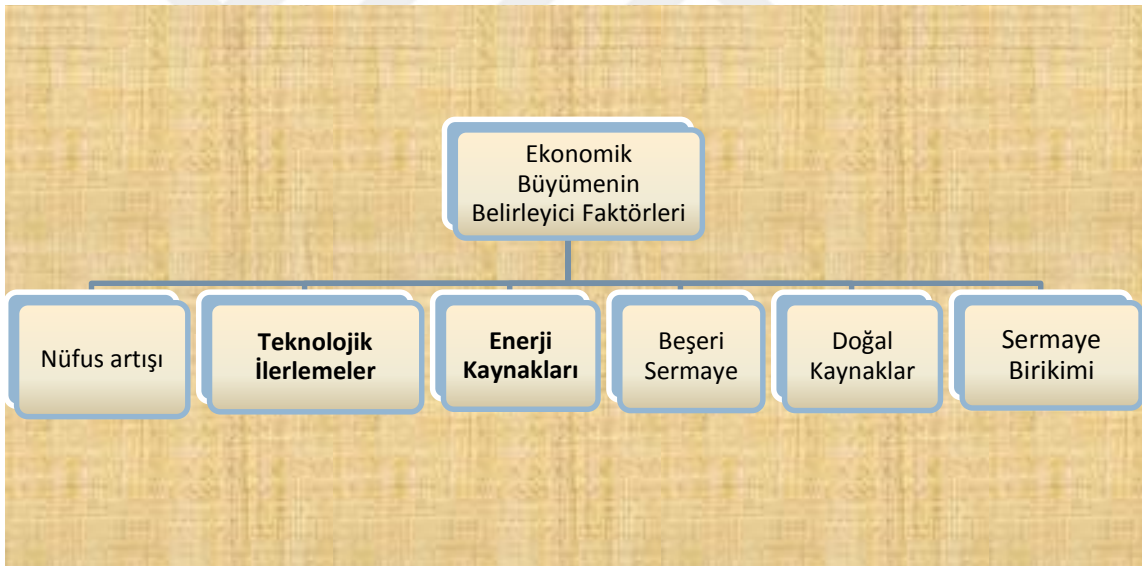 Ekonomik
Büyümenin
Belirleyici Faktörleri
Nüfus artışı
Teknolojik
İlerlemeler
Enerji
Kaynakları
Beşeri
Sermaye
Doğal
Kaynaklar
Sermaye
Birikimi